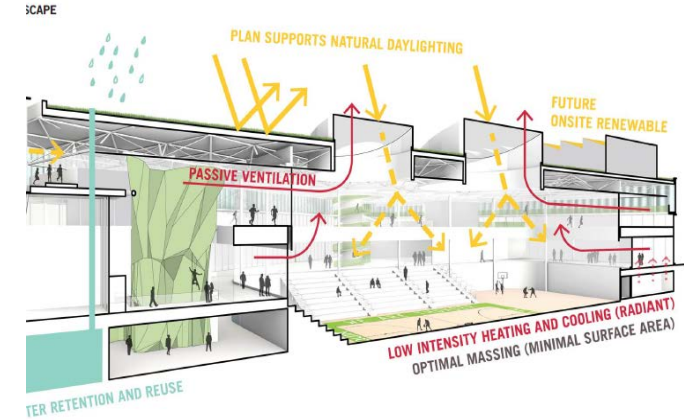 SCAPE
PLAN SUPPORTS NATURAL DAYLIGHTING
FUTURE
ONSITE RENEWABLE
PASSIVE VENTILATION
LOW INTENSITY HEATING AND COOLING (RADIANT)
OPTIMAL MASSING (MINIMAL SURFACE AREA)
TER RETENTION AND REUSE